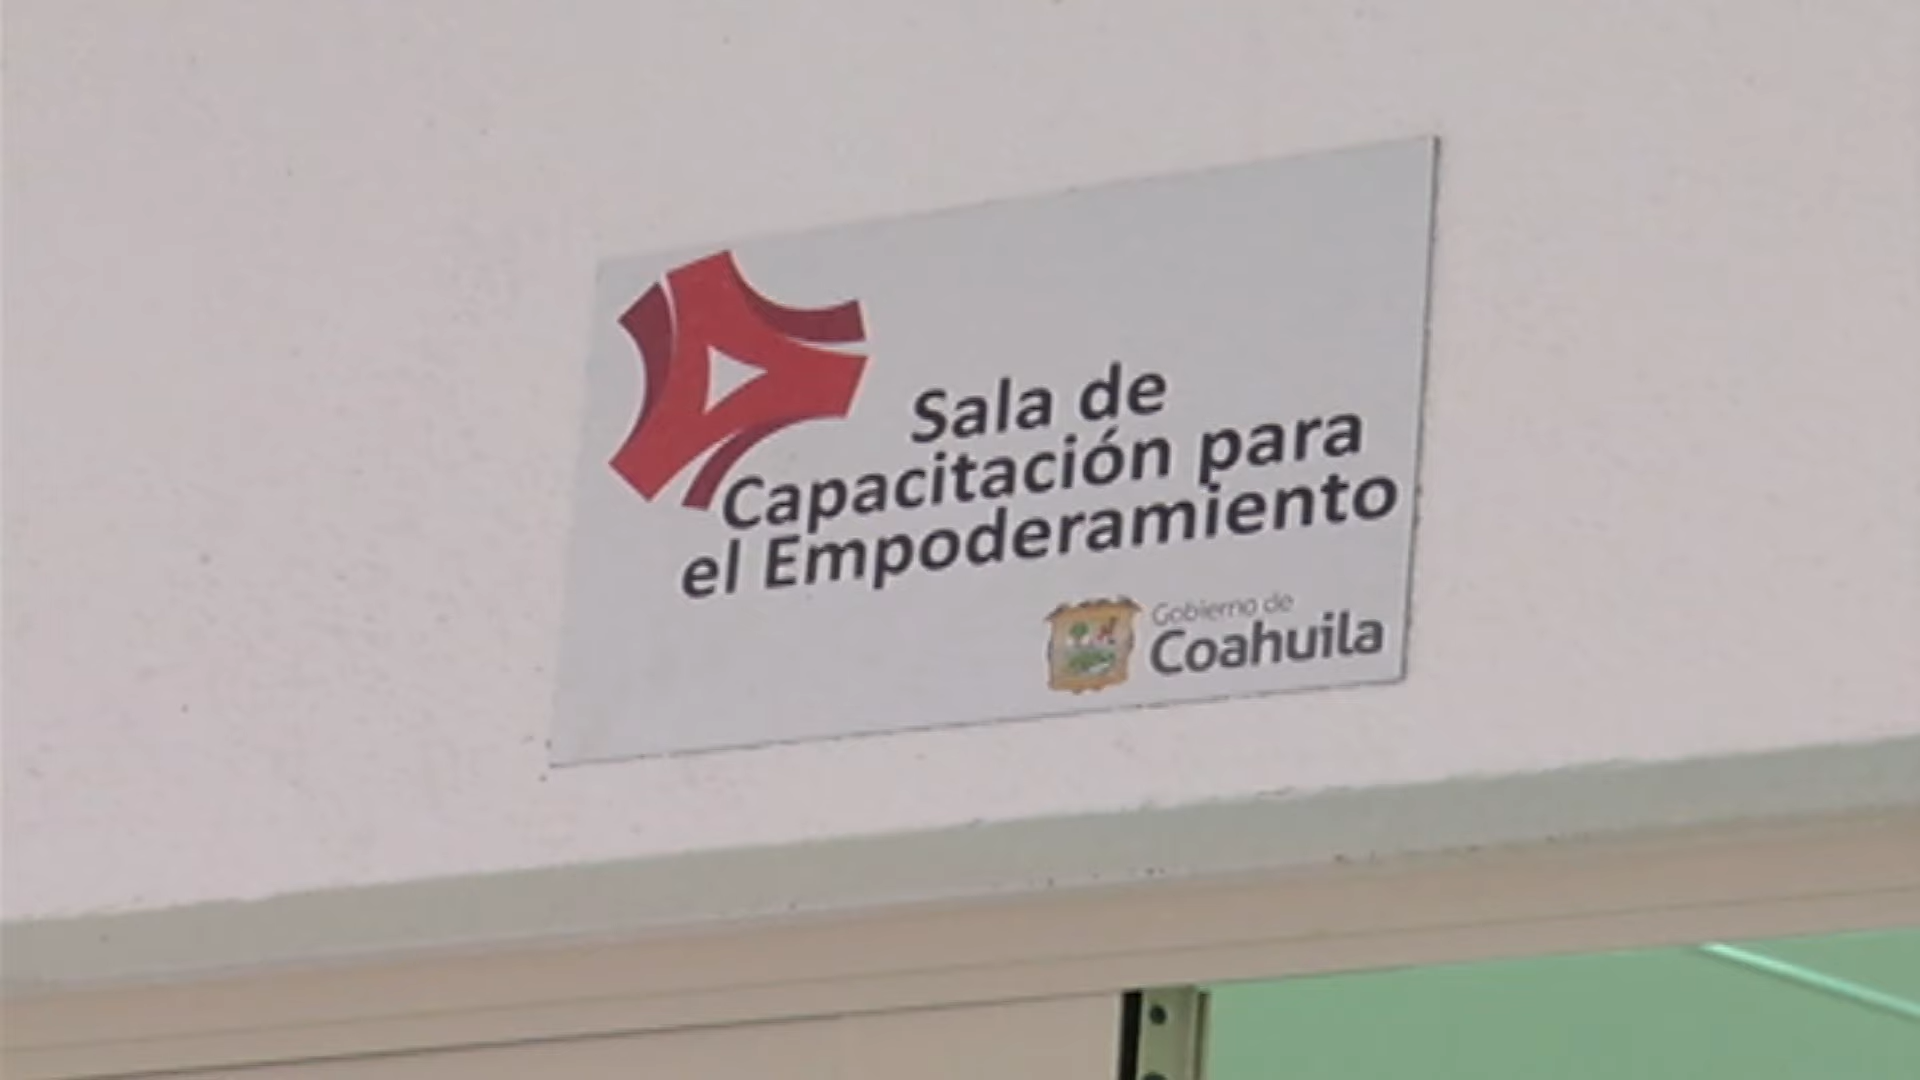 Sala de
Capacitación para
el Empoderamiento
Gobierno de
Coahuila